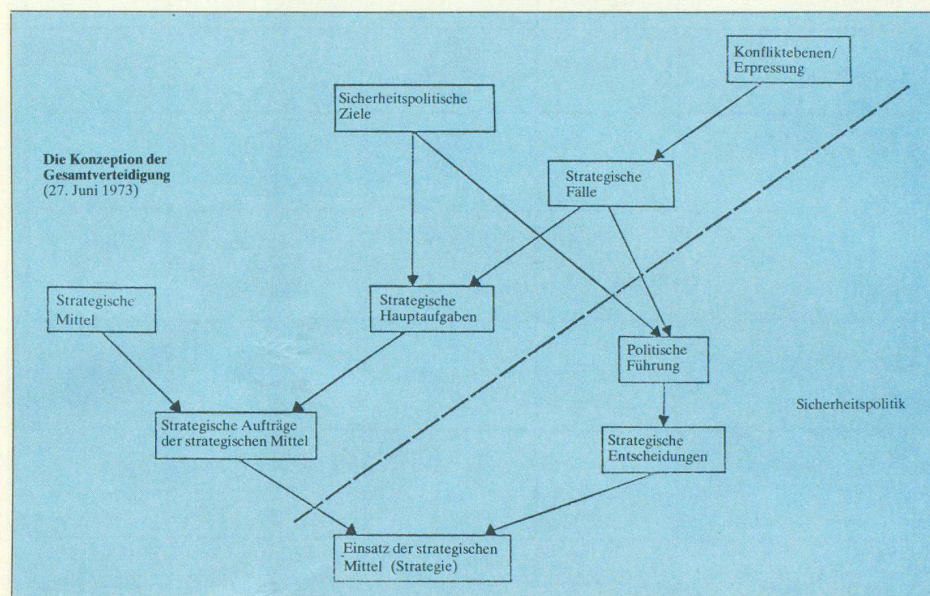 Konfliktebenen/
Erpressung
Sicherheitspolitische
Ziele
Die Konzeption der
Gesamtverteidigung
(27. Juni 1973)
Strategische
Fälle
Strategische
Mittel
Strategische
Hauptaufgaben
Politische
Führung
Sicherheitspolitik
Strategische Aufträge
der strategischen Mittel
Strategische
Entscheidungen
Einsatz der strategischen
Mittel (Strategie)